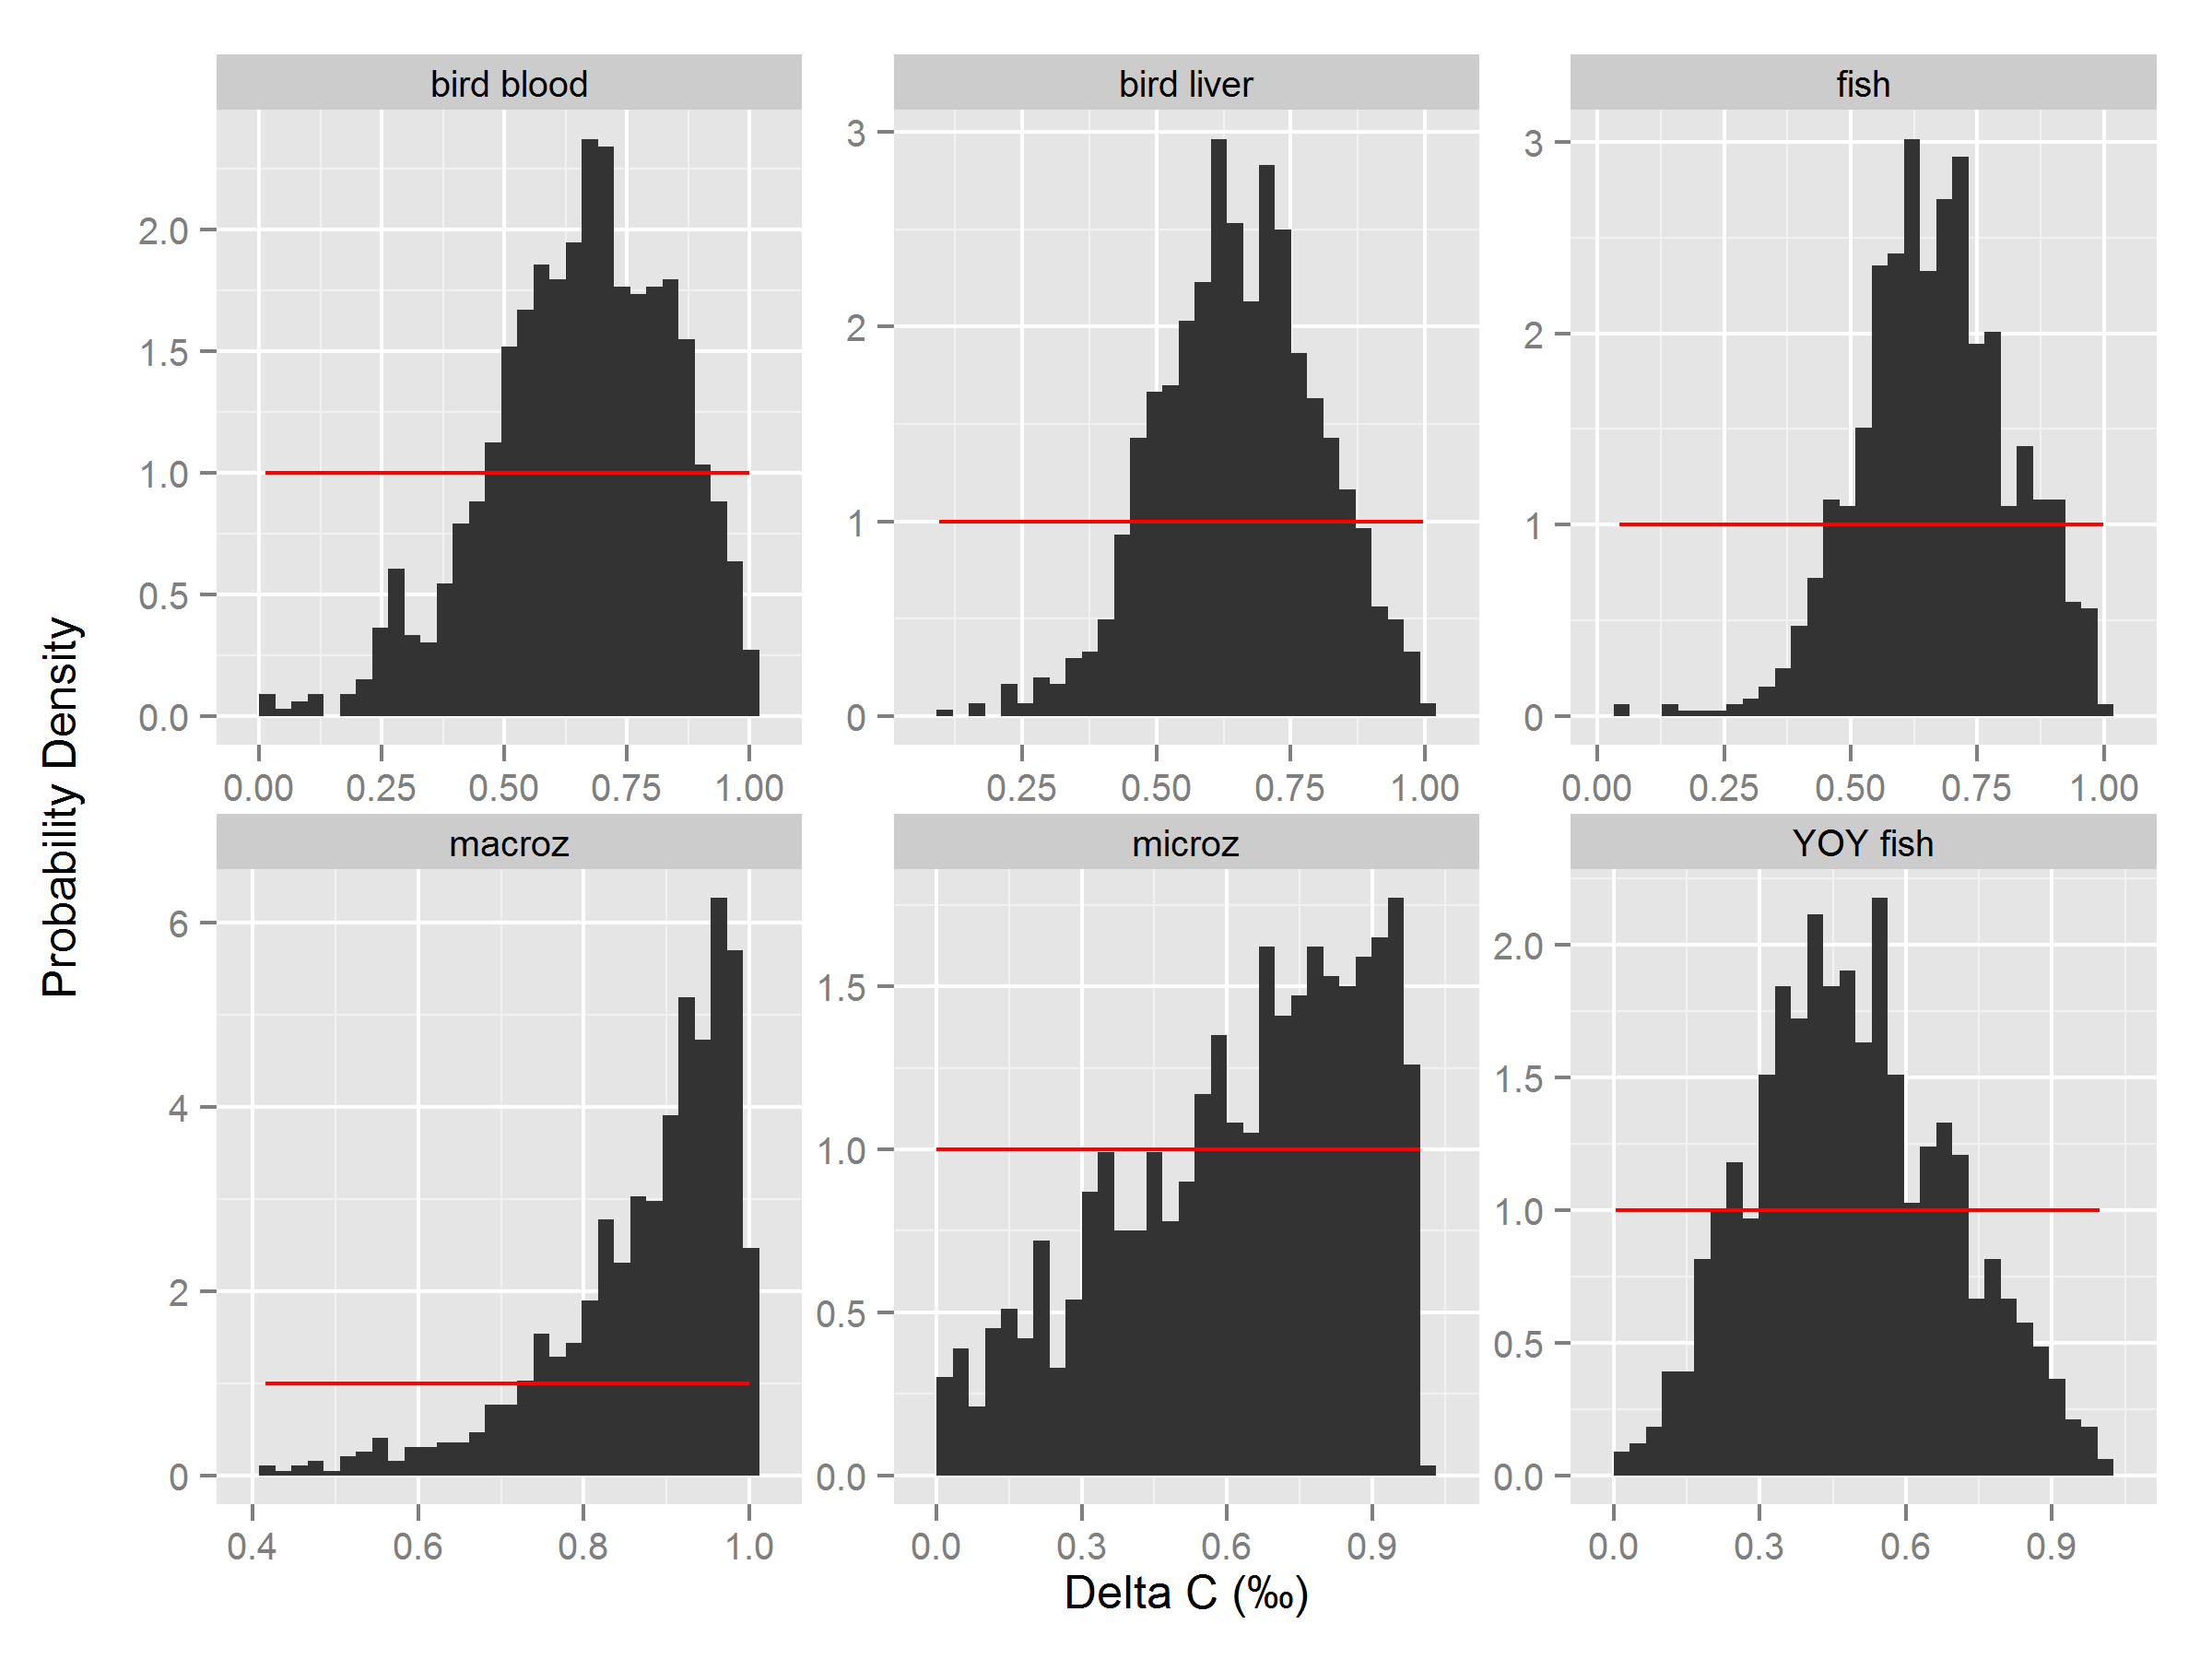 bird blood
bird liver
fish
2.0
1.5
1.0
0.5
0.0
3
2
1
0
3
2
1
0
0.00 0.25 0.50 0.75 1.00
0.25 0.50 0.75 1.00
0.00 0.25 0.50 0.75 1.00
Probability Density
macroz
microz
YOY fish
6
4
2
0
1.5
1.0
0.5
0.0
2.0
1.5
1.0
0.5
0.0
0.4 0.6 0.8 1.0
0.0 0.3 0.6 0.9
0.0 0.3 0.6 0.9
Delta C (‰)